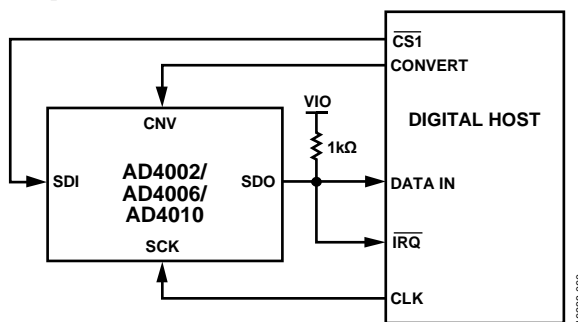 CS1
CONVERT
CNV
VIO
1kΩ
DIGITAL HOST
SDI
AD4002/
AD4006/
AD4010
SDO
DATA IN
SCK
IRQ
CLK